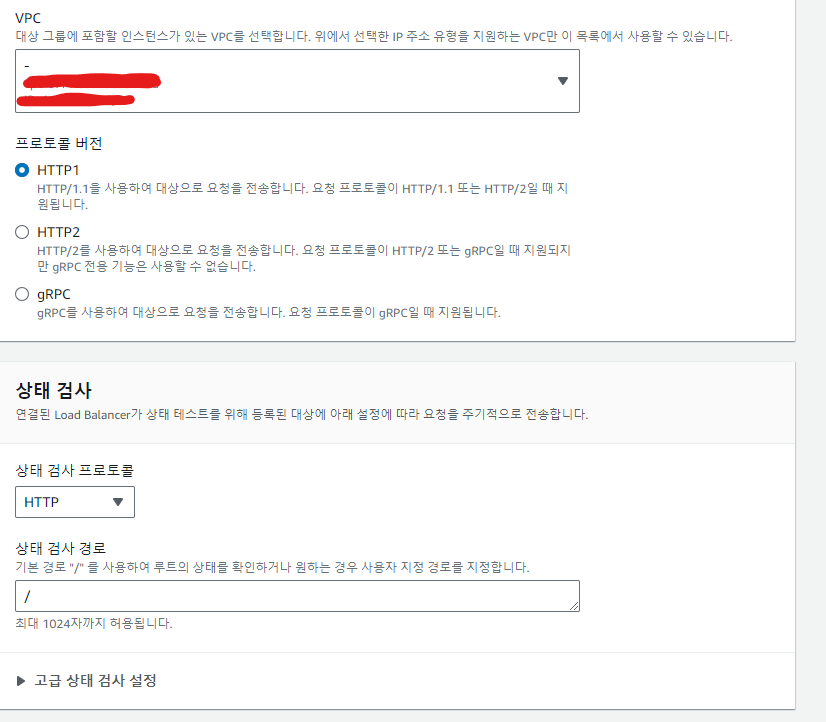 VPC
대상 그룹에 포함할 인스턴스가 있는 VPC를 선택합니다. 위에서 선택한 IP 주소 유형을 지원하는 VPC만 이 목록에서 사용할 수 있습니다.
-
프로토콜 버전
HTTP1
HTTP/1.1을 사용하여 대상으로 요청을 전송합니다. 요청 프로토콜이 HTTP/1.1 또는 HTTP/2일 때 지
원됩니다.
HTTP2
HTTP/2를 사용하여 대상으로 요청을 전송합니다. 요청 프로토콜이 HTTP/2 또는 gRPC일 때 지원되지
만 gRPC 전용 기능은 사용할 수 없습니다.
gRPC
gRPC를 사용하여 대상으로 요청을 전송합니다. 요청 프로토콜이 gRPC일 때 지원됩니다.
상태 검사
연결된 Load Balancer가 상태 테스트를 위해 등록된 대상에 아래 설정에 따라 요청을 주기적으로 전송합니다.
상태 검사 프로토콜
HTTP
상태 검사 경로
기본 경로 "/" 를 사용하여 루트의 상태를 확인하거나 원하는 경우 사용자 지정 경로를 지정합니다.
/
최대 1024자까지 허용됩니다.
고급 상태 검사 설정